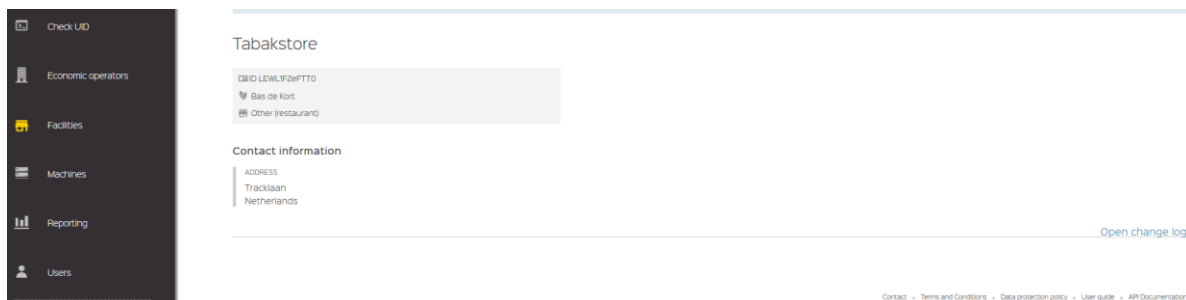 Check UID
Economic operators
Facilities
Machines
Reporting
Users
Tabakstore
ID LEWL1F2eFTT0
Bas de Kort
Other (restaurant)
Contact information
ADDRESS
Tracklaan
Netherlands
Open change log
Contact • Terms and Conditions • Data protection policy • User guide • API Documentation